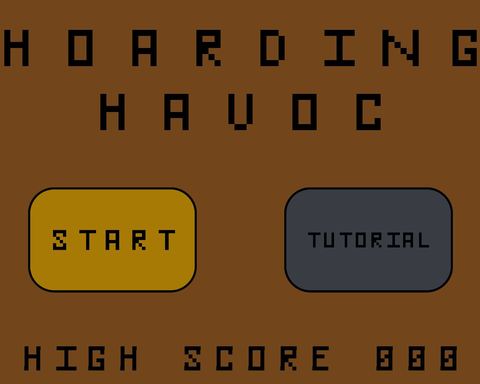 HOARDING
HAVOC
START
TUTORIAL
HIGH SCORE 000